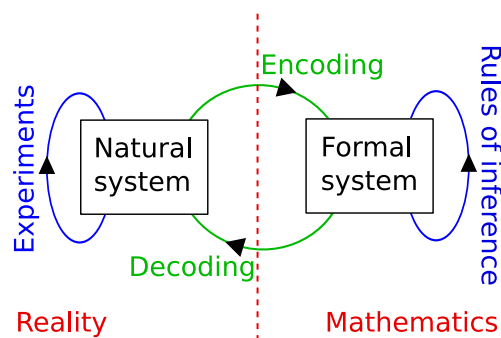 Encoding
Experiments
Natural
system
Formal
system
Rules of inference
Decoding
Reality
Mathematics